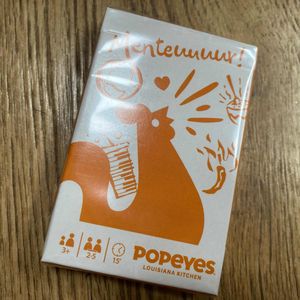 Menteuuuur!
3+
2-5
15'
POPEYES
LOUISIANA KITCHEN